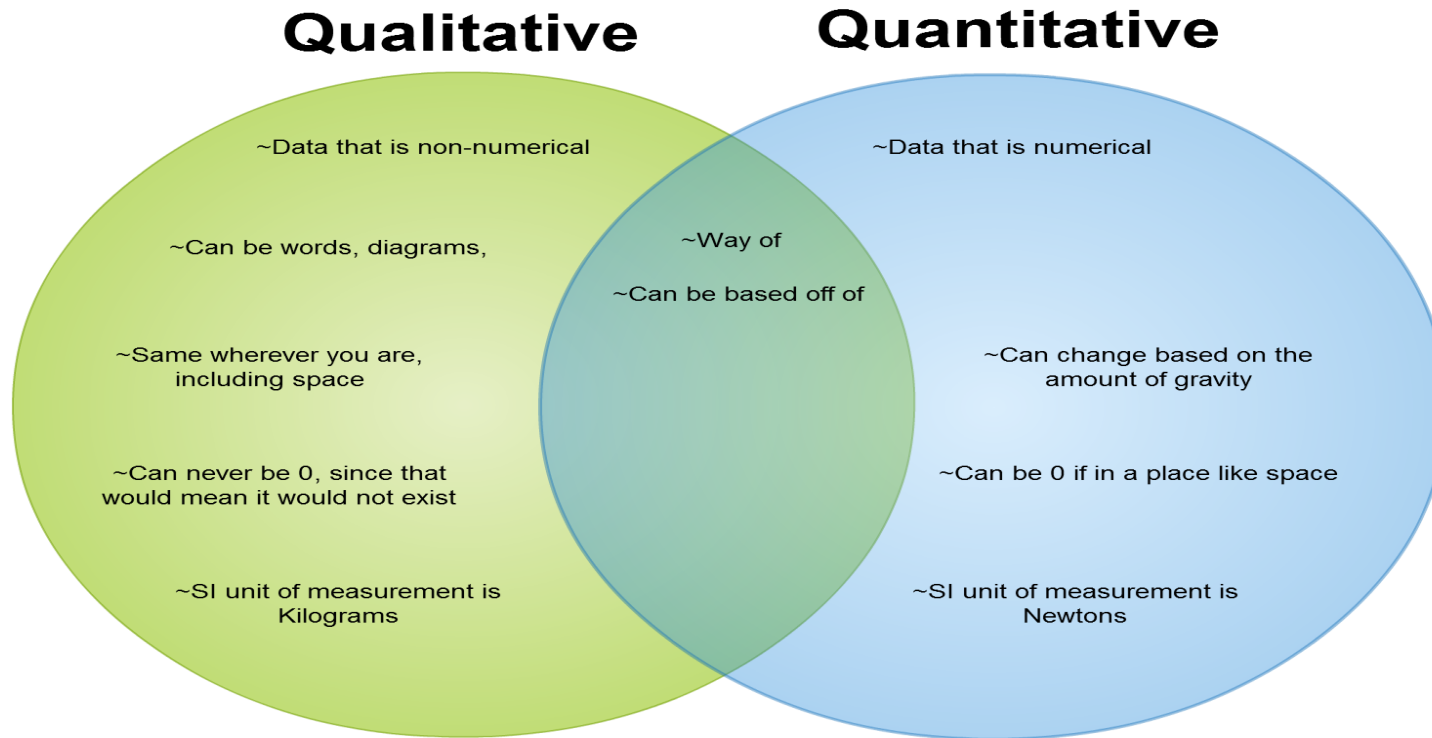 Qualitative
Quantitative
~Data that is non-numerical
~Can be words, diagrams,
~Same wherever you are,
including space
~Can never be 0, since that
would mean it would not exist
~SI unit of measurement is
Kilograms
~Way of
~Can be based off of
~Data that is numerical
~Can change based on the
amount of gravity
~Can be 0 if in a place like space
~SI unit of measurement is
Newtons